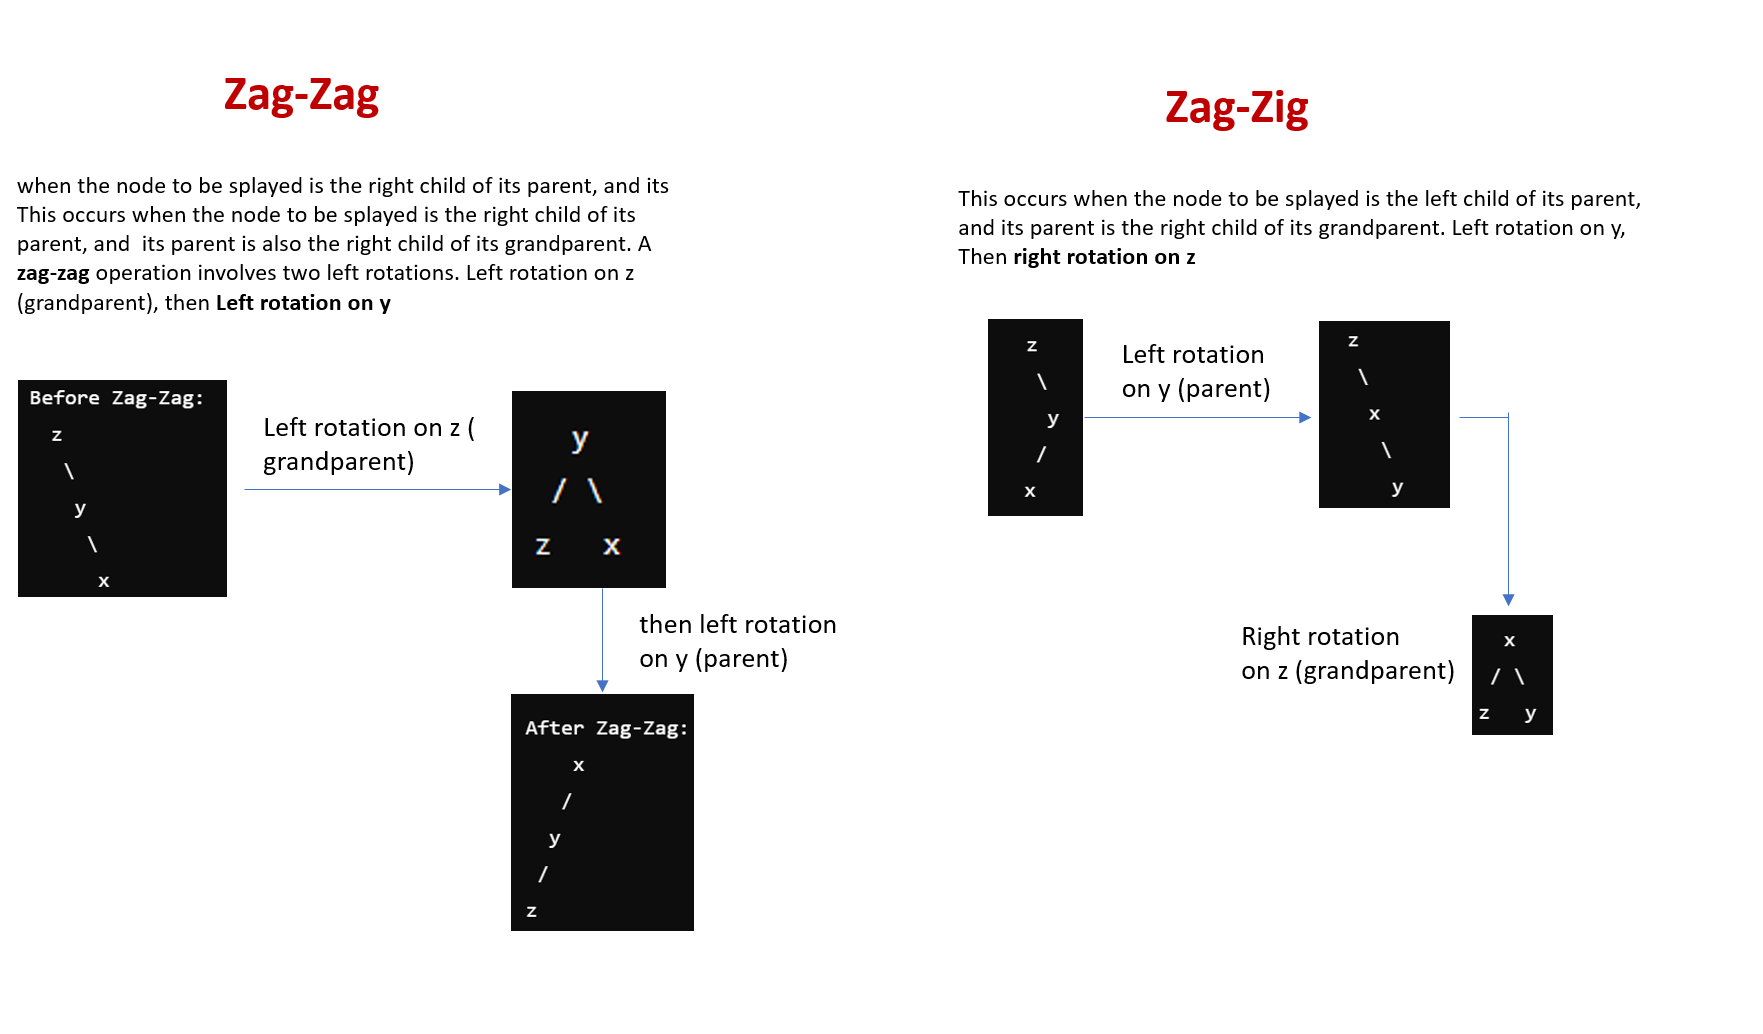 Zag-Zag
when the node to be splayed is the right child of its parent, and its
This occurs when the node to be splayed is the right child of its
parent, and  its parent is also the right child of its grandparent. A
zag-zag operation involves two left rotations. Left rotation on z
(grandparent), then Left rotation on y
Before Zag-Zag:
z
\
y
\
x
Left rotation on z (
grandparent)
y
/ \
z x
then left rotation
on y (parent)
After Zag-Zag:
x
/
y
/
z
Zag-Zig
This occurs when the node to be splayed is the left child of its parent,
and its parent is the right child of its grandparent. Left rotation on y,
Then right rotation on z
z
\
y
/
x
Left rotation
on y (parent)
z
\
x
\
y
Right rotation
on z (grandparent)
x
/ \
z y